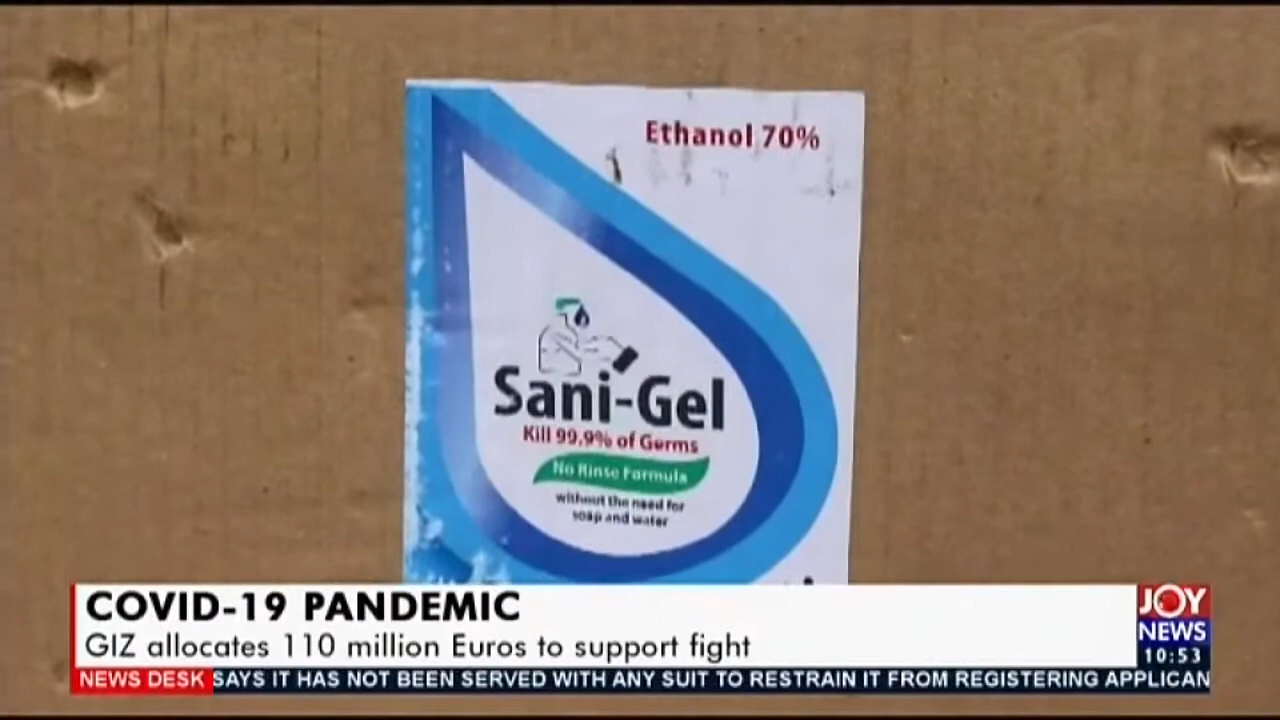 Ethanol 70%
Sani-Gel
Kill 99.9% of Germs
No Rinse Formula
without the need for
soap and water
COVID-19 PANDEMIC
GIZ allocates 110 million Euros to support fight
JOY
NEWS
10:53
NEWS DESK SAYS IT HAS NOT BEEN SERVED WITH ANY SUIT TO RESTRAIN IT FROM REGISTERING APPLICAN